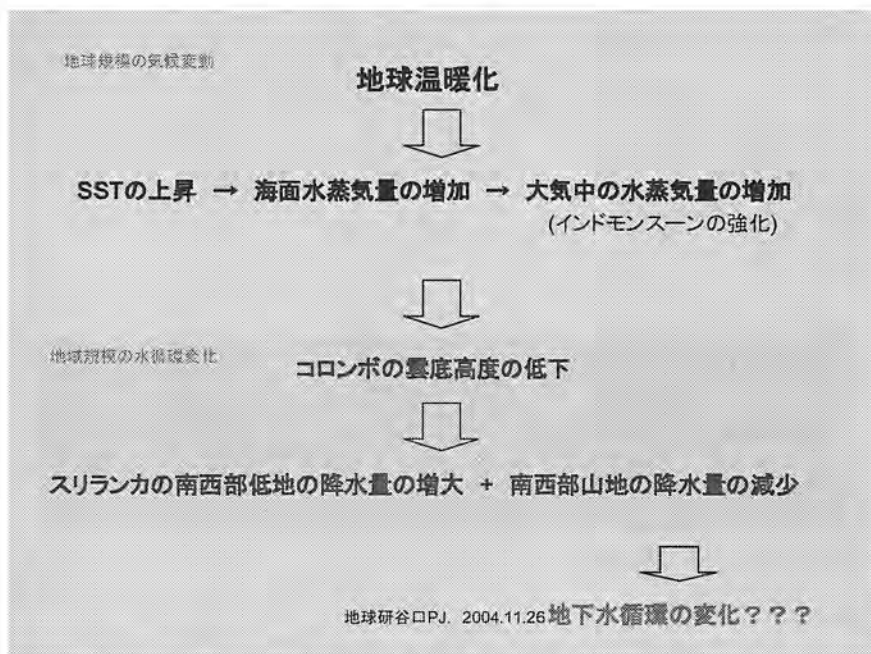 地球規模の気候変動
地球温暖化
SSTの上昇 → 海面水蒸気量の増加 → 大気中の水蒸気量の増加
(インドモンスーンの強化)
地域規模の水循環変化
コロンボの雲底高度の低下
スリランカの南西部低地の降水量の増大 + 南西部山地の降水量の減少
地球研谷口PJ. 2004.11.26 地下水循環の変化???